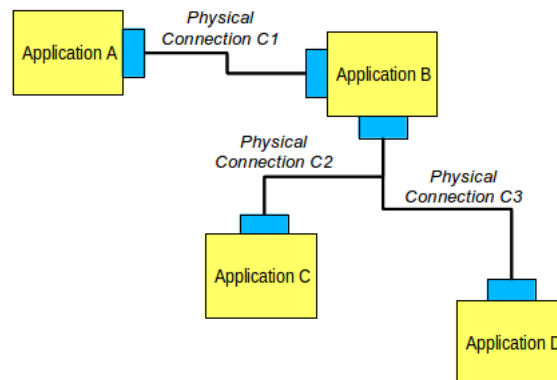 Physical
Connection C1
Application A
Application B
Physical
Connection C2
Physical
Connection C3
Application C
Application D